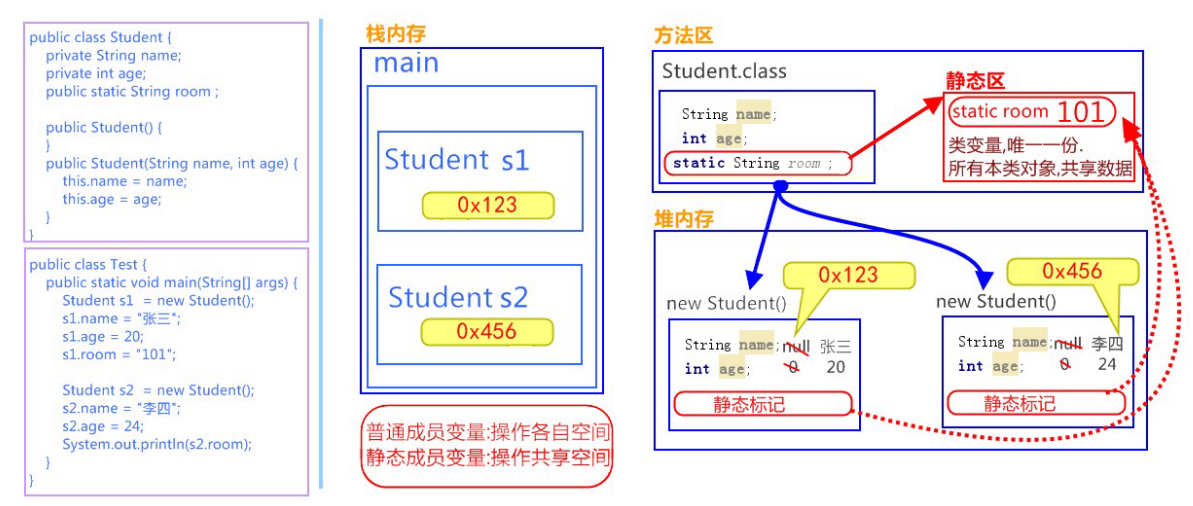 public class Student {
private String name;
private int age;
public static String room ;
public Student() {
}
public Student(String name, int age) {
this.name = name;
this.age = age;
}
}
public class Test {
public static void main(String[] args) {
Student s1 = new Student();
s1.name = "张三";
s1.age = 20;
s1.room = "101";
Student s2 = new Student();
s2.name = "李四";
s2.age = 24;
System.out.println(s2.room);
}
}
栈内存
main
Student s1
0x123
Student s2
0x456
普通成员变量:操作各自空间
静态成员变量:操作共享空间
方法区
Student.class
String name;
int age;
static String room ;
静态区
static room 101
类变量,唯一一份.
所有本类对象,共享数据
堆内存
0x123
new Student()
String name;null 张三
int age; 0 20
静态标记
0x456
new Student()
String name;null 李四
int age; 0 24
静态标记